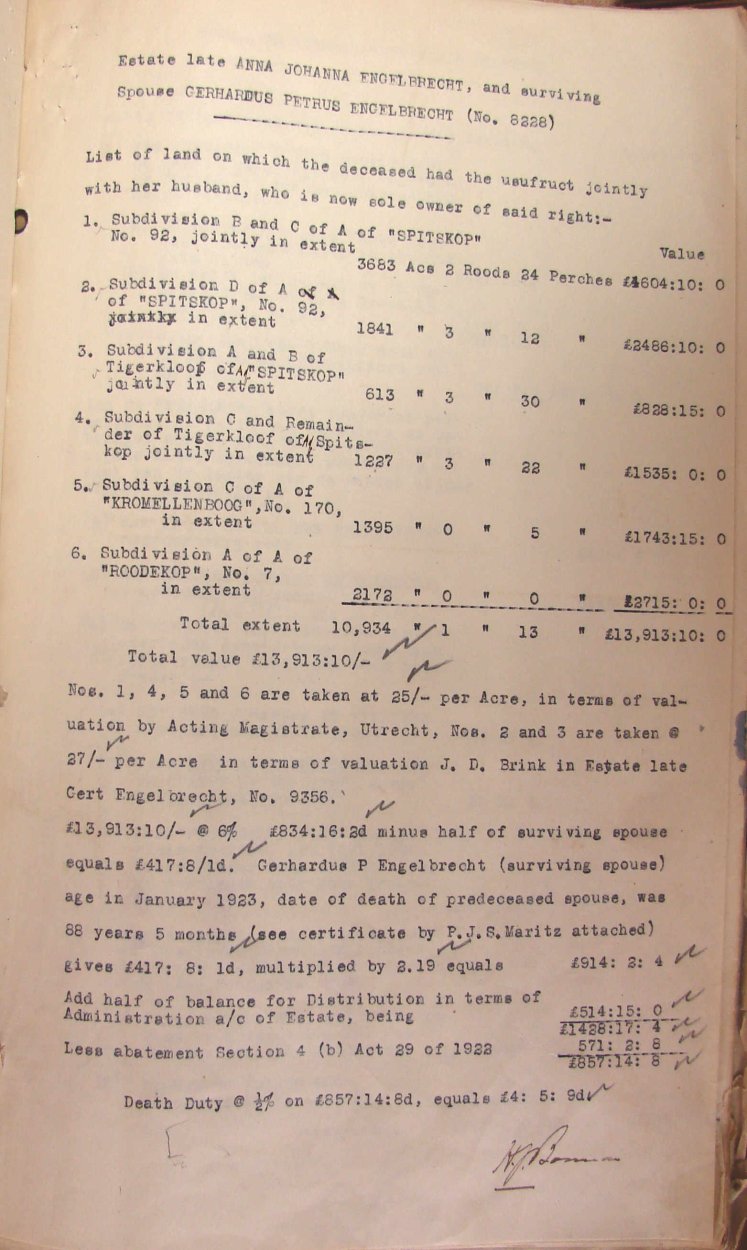 Estate late ANNA JOHANNA ENGELBRECHT, and surviving
Spouse GERHARDUS PETRUS ENGELBRECHT (No. 8228)
List of land on which the deceased had the usufruct jointly
with her husband, who is now sole owner of said right:-
1. Subdivision B and C of A of "SPITSKOP"
No. 92, jointly in extent
Value
3683 Acs 2 Roods 24 Perches £4604:10: 0
2. Subdivision D of A of A
of "SPITSKOP", No. 92,
jointly in extent
1841 " 3 " 12 " £2486:10: 0
3. Subdivision A and B of
Tigerkloof of "SPITSKOP"
jointly in extent
613 " 3 " 30 " £828:15: 0
4. Subdivision C and Remain-
der of Tigerkloof of Spits-
kop jointly in extent
1227 " 3 " 22 " £1535: 0: 0
5. Subdivision C of A of
"KROMELLENBOOG", No. 170,
in extent
1395 " 0 " 5 " £1743:15: 0
6. Subdivision A of A of
"ROODEKOP", No. 7,
in extent
2172 " 0 " 0 " £2715: 0: 0
Total extent 10,934 " 1 " 13 " £13,913:10: 0
Total value £13,913:10/-
Nos. 1, 4, 5 and 6 are taken at 25/- per Acre, in terms of val-
uation by Acting Magistrate, Utrecht, Nos. 2 and 3 are taken @
27/- per Acre in terms of valuation J. D. Brink in Estate late
Gert Engelbrecht, No. 9356.
£13,913:10/- @ 6% £834:16:2d minus half of surviving spouse
equals £417:8/1d. Gerhardus P Engelbrecht (surviving spouse)
age in January 1923, date of death of predeceased spouse, was
88 years 5 months (see certificate by P.J.S.Maritz attached)
gives £417: 8: 1d, multiplied by 2.19 equals £914: 2: 4
Add half of balance for Distribution in terms of
Administration a/c of Estate, being £514:15: 0
£1428:17: 4
Less abatement Section 4 (b) Act 29 of 1922 571: 2: 8
£857:14: 8
Death Duty @ ½% on £857:14:8d, equals £4: 5: 9d